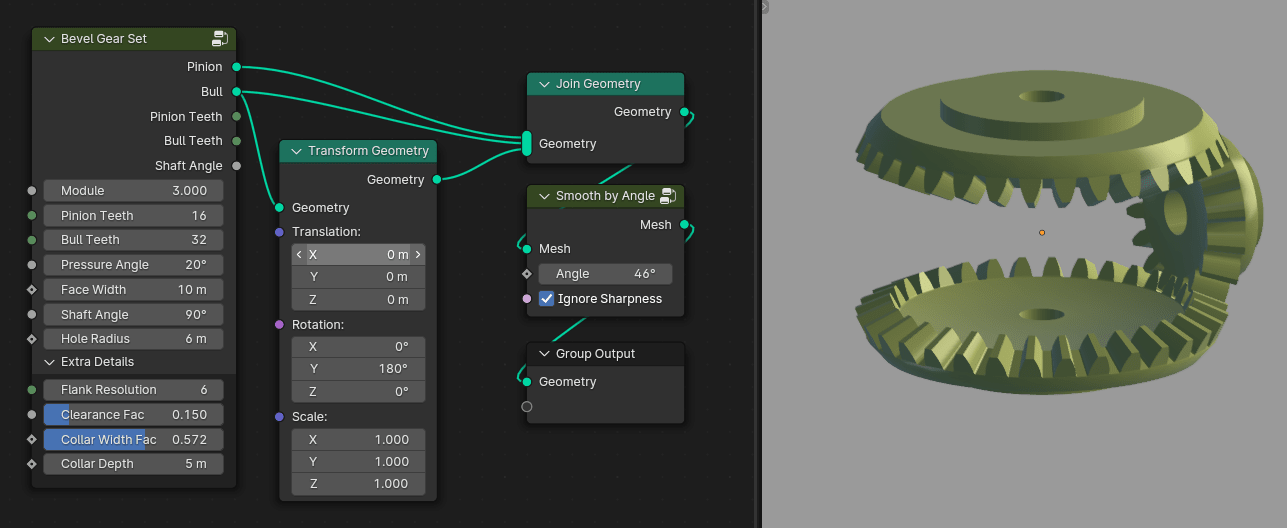 Bevel Gear Set
Pinion
Bull
Pinion Teeth
Bull Teeth
Shaft Angle
Module 3.000
Pinion Teeth 16
Bull Teeth 32
Pressure Angle 20°
Face Width 10 m
Shaft Angle 90°
Hole Radius 6 m
Extra Details
Flank Resolution 6
Clearance Fac 0.150
Collar Width Fac 0.572
Collar Depth 5 m
Transform Geometry
Geometry
Geometry
Translation:
X 0 m
Y 0 m
Z 0 m
Rotation:
X 0°
Y 180°
Z 0°
Scale:
X 1.000
Y 1.000
Z 1.000
Join Geometry
Geometry
Geometry
Smooth by Angle
Mesh
Mesh
Angle 46°
Ignore Sharpness
Group Output
Geometry